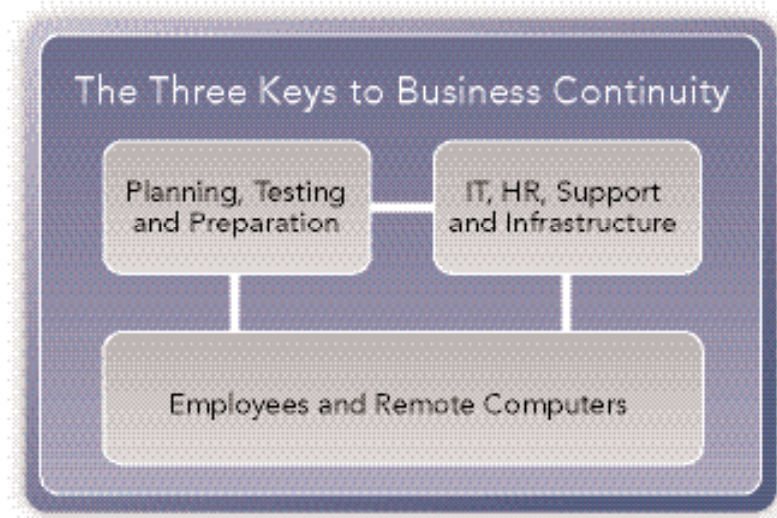 The Three Keys to Business Continuity
Planning, Testing
and Preparation
IT, HR, Support
and Infrastructure
Employees and Remote Computers